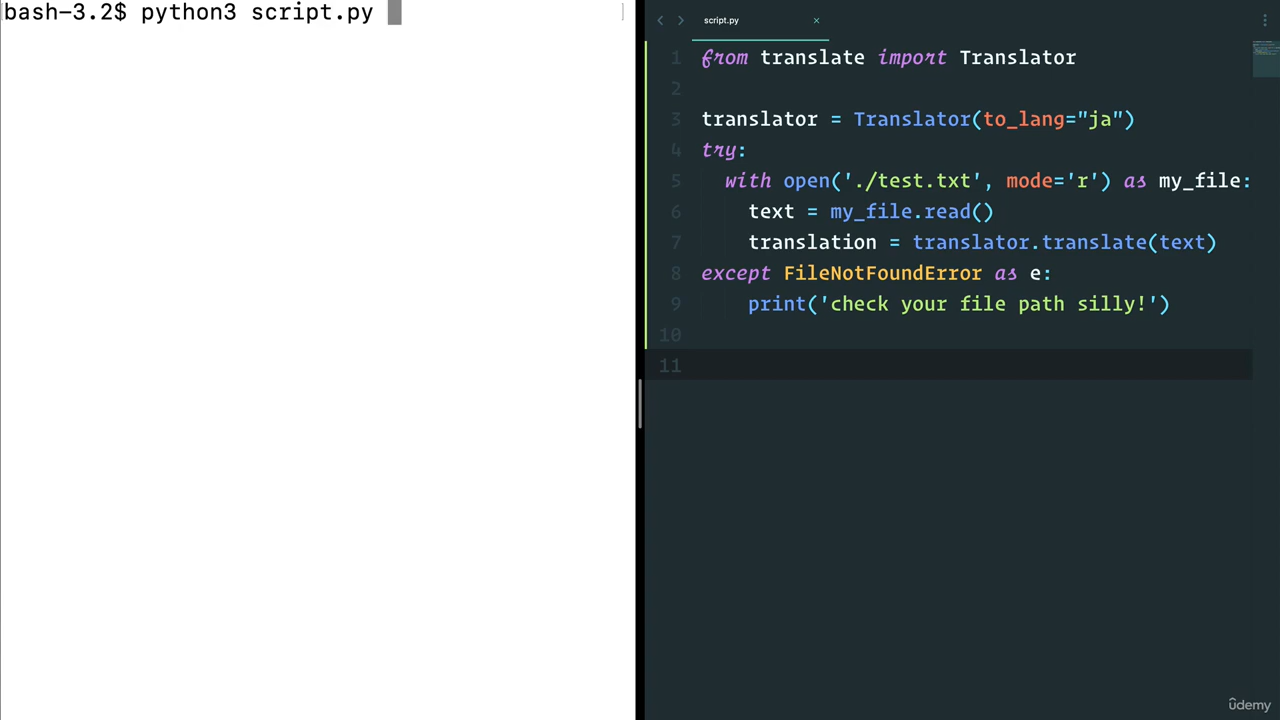 bash-3.2$ python3 script.py
script.py
1 from translate import Translator
2
3 translator = Translator(to_lang="ja")
4 try:
5   with open('./test.txt', mode='r') as my_file:
6     text = my_file.read()
7     translation = translator.translate(text)
8 except FileNotFoundError as e:
9     print('check your file path silly!')
10
11
ûdemy